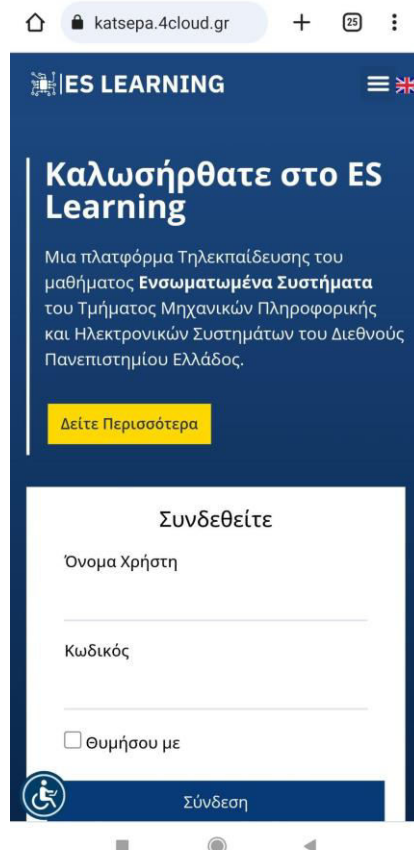 katsepa.4cloud.gr
25
ES LEARNING
Καλωσήρθατε στο ES
Learning
Μια πλατφόρμα Τηλεκπαίδευσης του
μαθήματος Ενσωματωμένα Συστήματα
του Τμήματος Μηχανικών Πληροφορικής
και Ηλεκτρονικών Συστημάτων του Διεθνούς
Πανεπιστημίου Ελλάδος.
Δείτε Περισσότερα
Συνδεθείτε
Όνομα Χρήστη
Κωδικός
Θυμήσου με
Σύνδεση